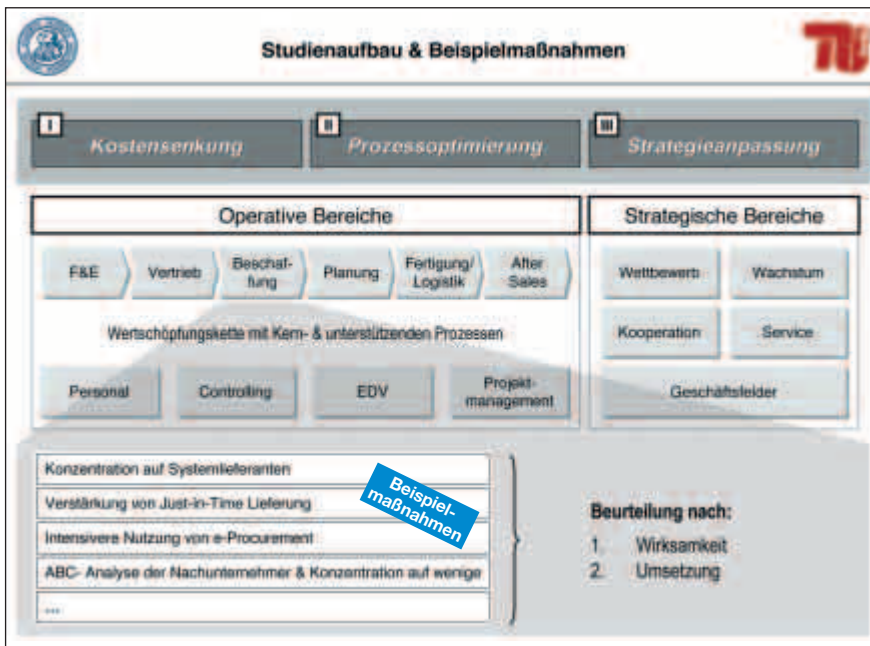 Studienaufbau & Beispielmaßnahmen
I
Kostensenkung
II
Prozessoptimierung
III
Strategieanpassung
Operative Bereiche
Strategische Bereiche
F&E
Vertrieb
Beschaf-
fung
Planung
Fertigung/
Logistik
After
Sales
Wettbewerb
Wachstum
Wertschöpfungskette mit Kern- & unterstützenden Prozessen
Kooperation
Service
Personal
Controlling
EDV
Projekt-
management
Geschäftsfelder
Konzentration auf Systemlieferanten
Verstärkung von Just-in-Time Lieferung
Intensivere Nutzung von e-Procurement
ABC- Analyse der Nachunternehmer & Konzentration auf wenige
...
Beispiel-
maßnahmen
Beurteilung nach:
1. Wirksamkeit
2. Umsetzung